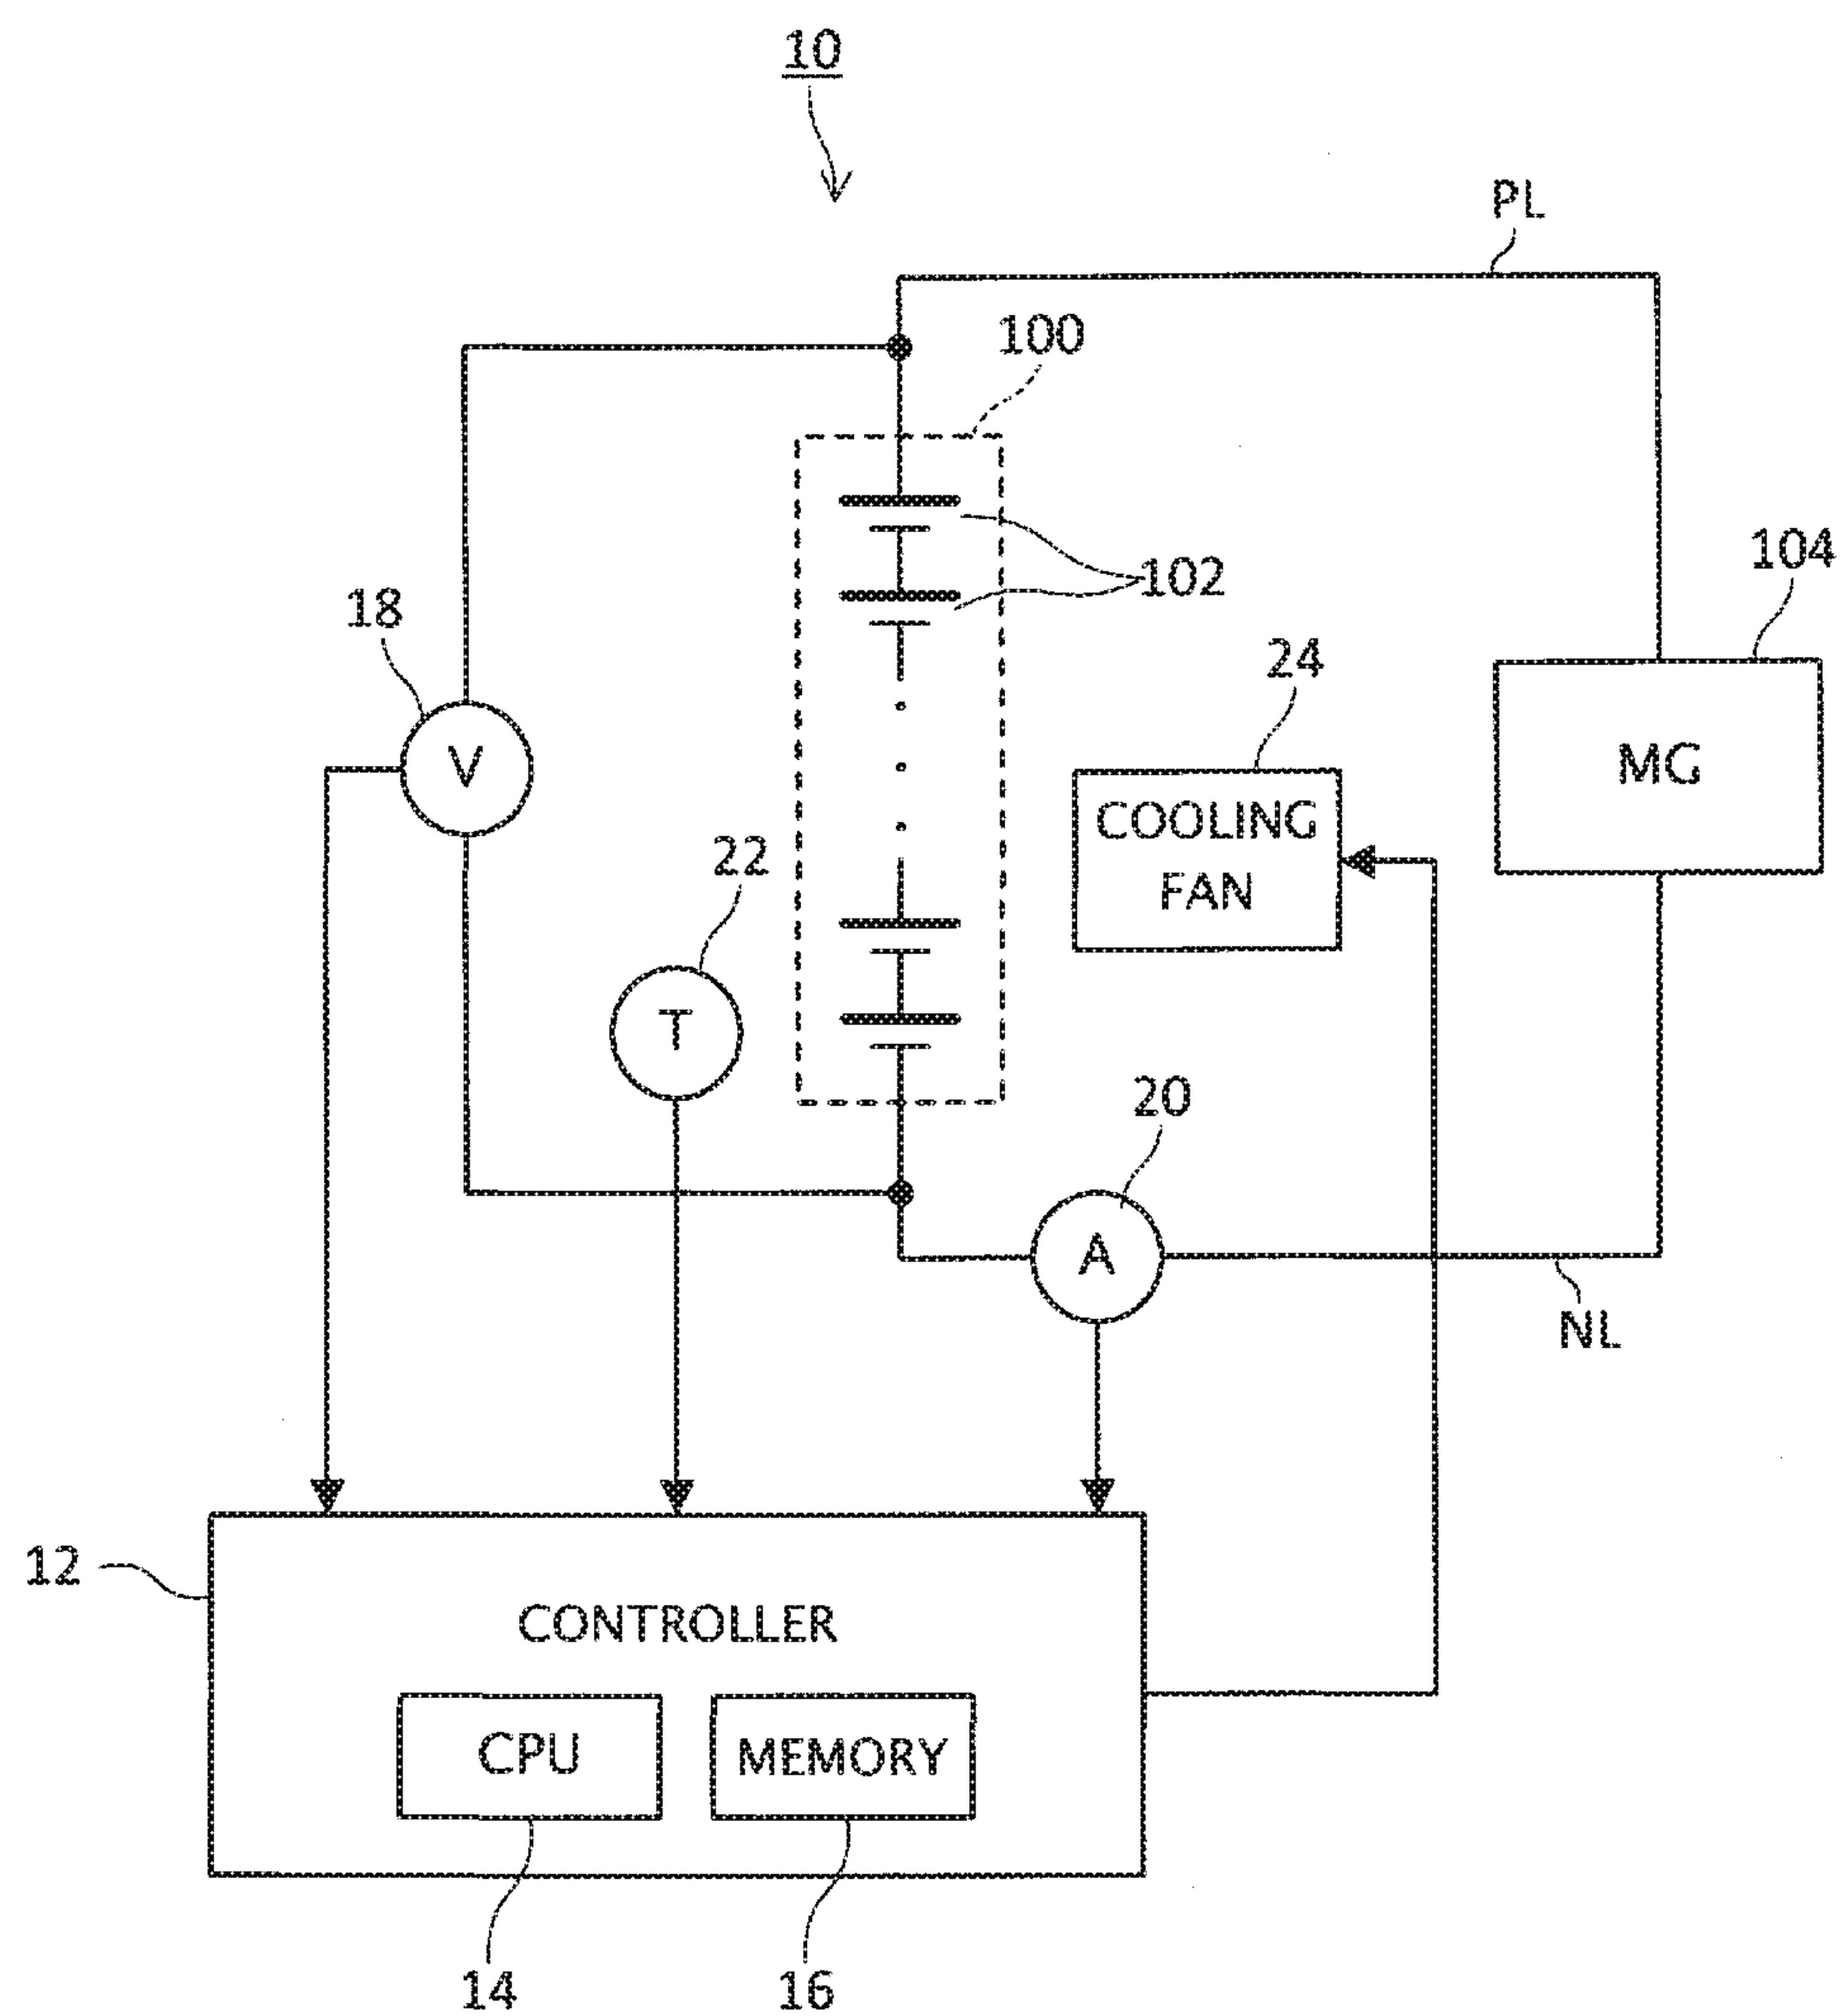 10
PL
100
102
104
18
24
V
MG
COOLING
FAN
22
T
20
A
NL
12
CONTROLLER
CPU
MEMORY
14
16